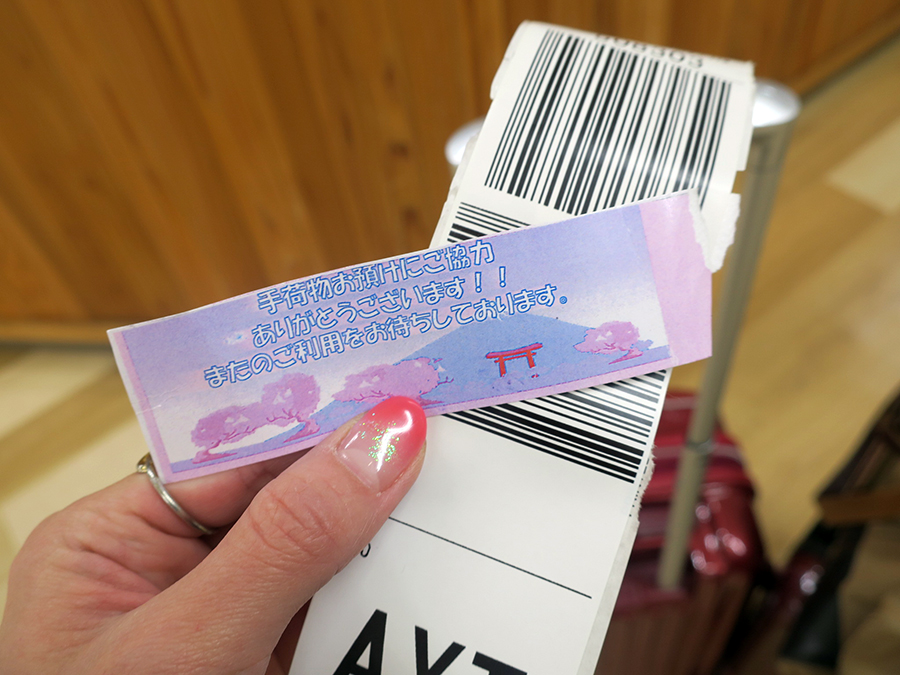 手荷物お預けにご協力
ありがとうございます！！
またのご利用をお待ちしております。
AXT